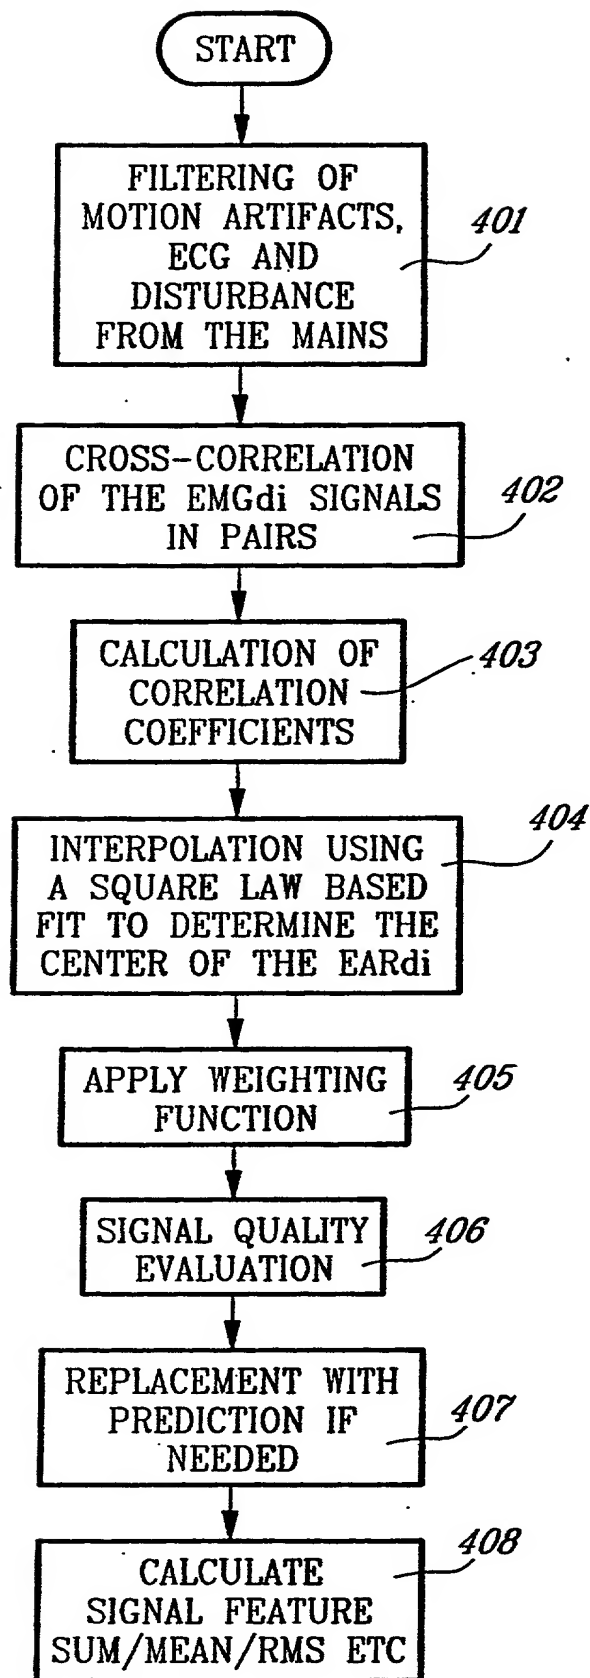 START
FILTERING OF
MOTION ARTIFACTS,
ECG AND
DISTURBANCE
FROM THE MAINS
401
CROSS-CORRELATION
OF THE EMGdi SIGNALS
IN PAIRS
402
CALCULATION OF
CORRELATION
COEFFICIENTS
403
INTERPOLATION USING
A SQUARE LAW BASED
FIT TO DETERMINE THE
CENTER OF THE EARdi
404
APPLY WEIGHTING
FUNCTION
405
SIGNAL QUALITY
EVALUATION
406
REPLACEMENT WITH
PREDICTION IF
NEEDED
407
CALCULATE
SIGNAL FEATURE
SUM/MEAN/RMS ETC
408